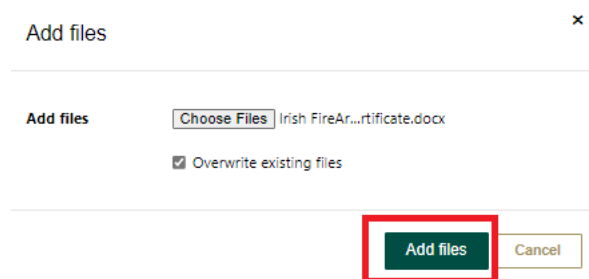 Add files
×
Add files
Choose Files Irish FireAr...rtificate.docx
Overwrite existing files
Add files
Cancel